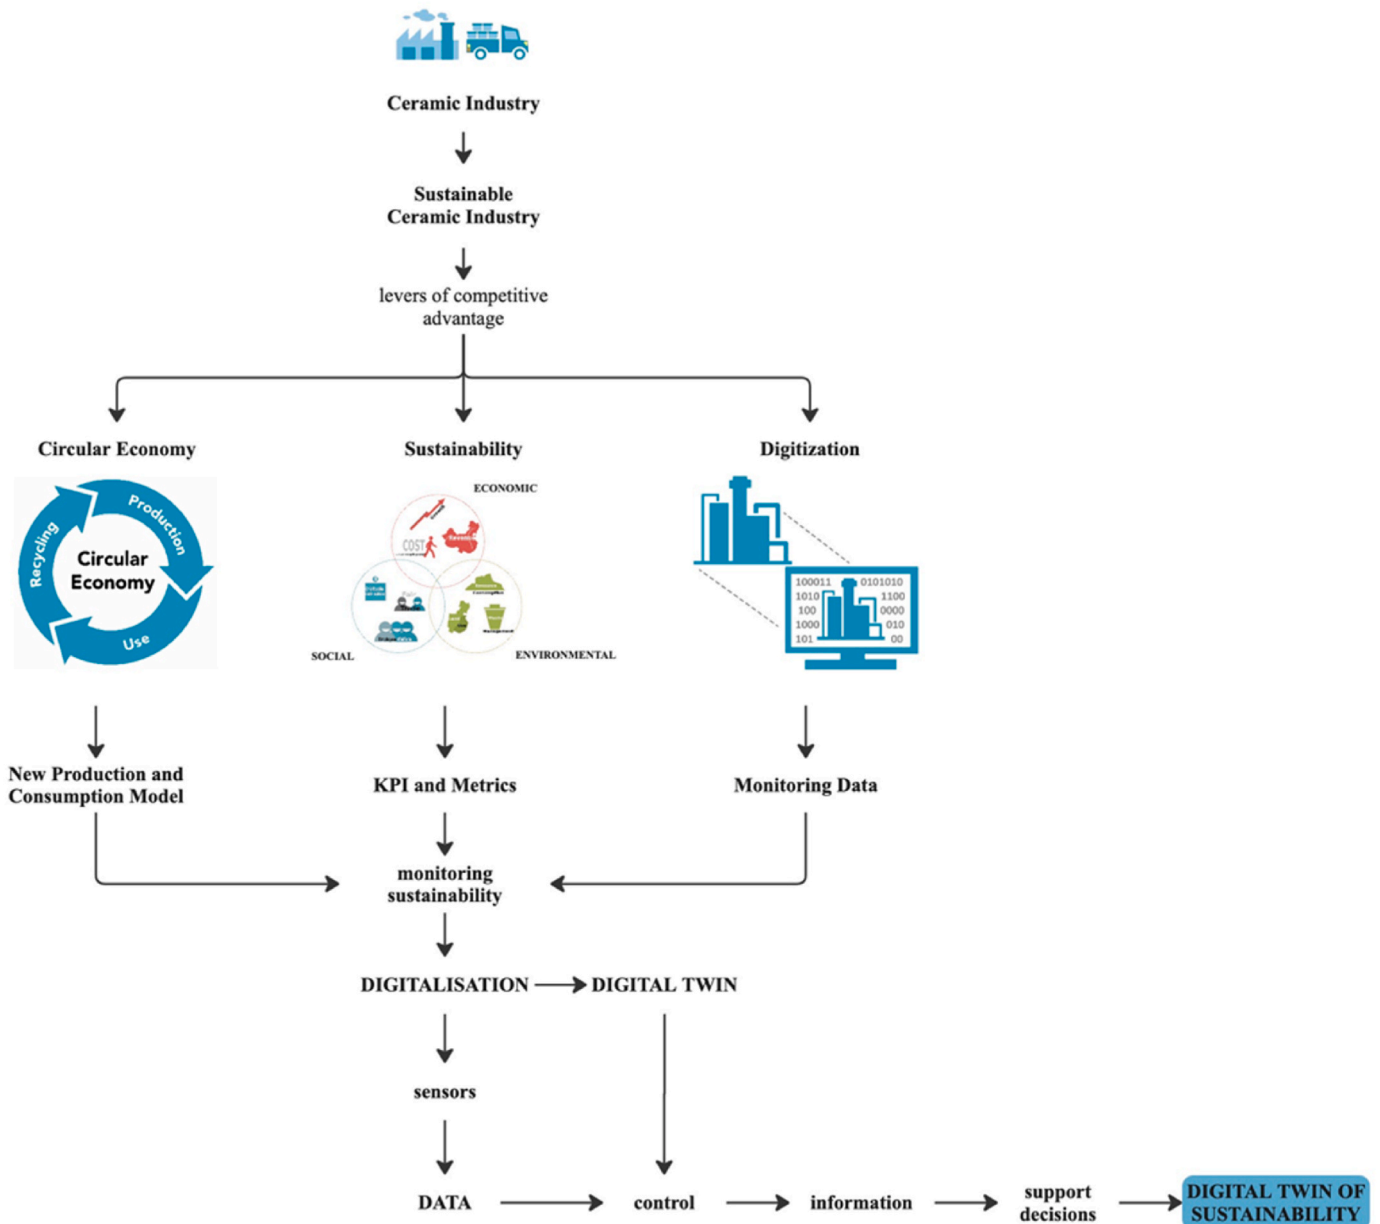 Ceramic Industry
Sustainable
Ceramic Industry
levers of competitive
advantage
Circular Economy
Sustainability
Digitization
Recycling
Production
Circular
Economy
Use
ECONOMIC
COST
SOCIAL
ENVIRONMENTAL
100011
0101010
1010
1100
100
0000
1000
010
101
00
New Production and
Consumption Model
KPI and Metrics
Monitoring Data
monitoring
sustainability
DIGITALISATION
DIGITAL TWIN
sensors
DATA
control
information
support
decisions
DIGITAL TWIN OF
SUSTAINABILITY